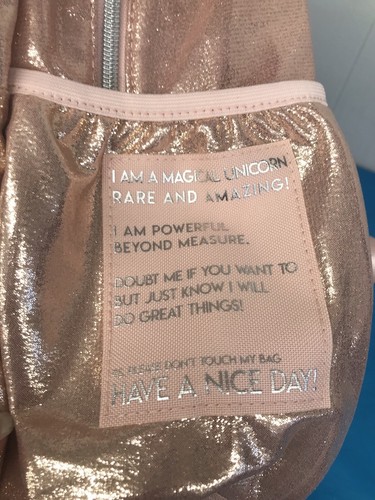 I AM A MAGICAL UNICORN
RARE AND AMAZING!
I AM POWERFUL
BEYOND MEASURE.
DOUBT ME IF YOU WANT TO
BUT JUST KNOW I WILL
DO GREAT THINGS!
PS. PLEASE DON'T TOUCH MY BAG
HAVE A NICE DAY!